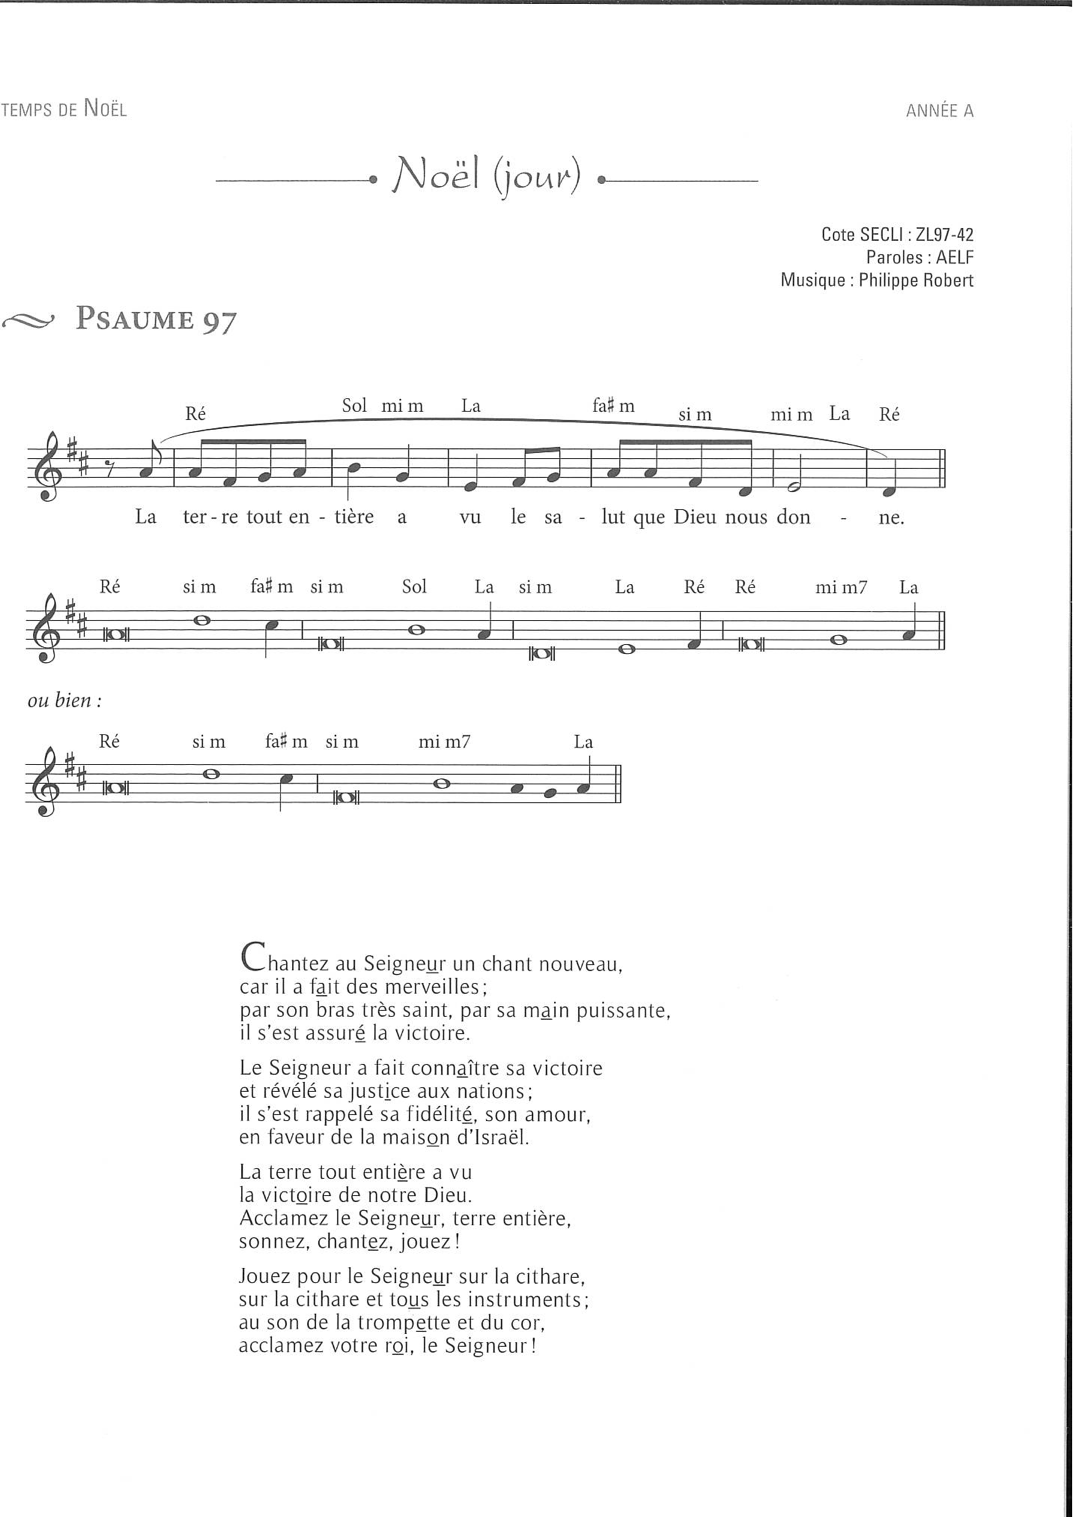 TEMPS DE NOËL
ANNÉE A
Noël (jour)
Cote SECLI : ZL97-42
Paroles : AELF
Musique : Philippe Robert
PSAUME 97
Ré Sol mi m La fa# m si m mi m La Ré
La ter - re tout en - tière a vu le sa - lut que Dieu nous don - ne.
Ré si m fa# m si m Sol La si m La Ré Ré mi m7 La
ou bien :
Ré si m fa# m si m mi m7 La
Chantez au Seigneur un chant nouveau,
car il a fait des merveilles ;
par son bras très saint, par sa main puissante,
il s'est assuré la victoire.
Le Seigneur a fait connaître sa victoire
et révélé sa justice aux nations ;
il s'est rappelé sa fidélité, son amour,
en faveur de la maison d'Israël.
La terre tout entière a vu
la victoire de notre Dieu.
Acclamez le Seigneur, terre entière,
sonnez, chantez, jouez !
Jouez pour le Seigneur sur la cithare,
sur la cithare et tous les instruments ;
au son de la trompette et du cor,
acclamez votre roi, le Seigneur !